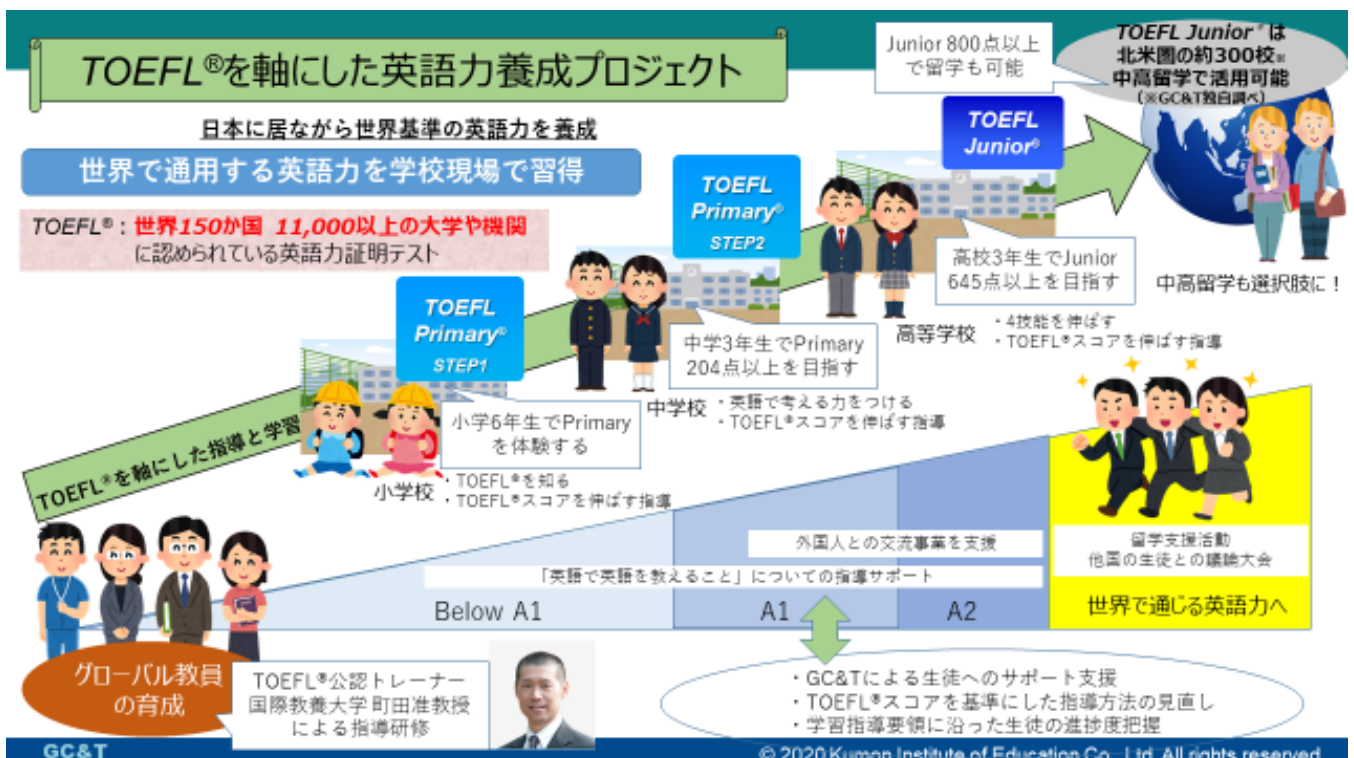 TOEFL®を軸にした英語力養成プロジェクト
日本に居ながら世界基準の英語力を養成
世界で通用する英語力を学校現場で習得
TOEFL®：世界150か国 11,000以上の大学や機関
に認められている英語力証明テスト
Junior 800点以上
で留学も可能
TOEFL Junior®は
北米圏の約300校※
中高留学で活用可能
(※GC&T独自調べ)
中高留学も選択肢に！
TOEFL
Junior®
高校3年生でJunior
645点以上を目指す
高等学校
・4技能を伸ばす
・TOEFL®スコアを伸ばす指導
TOEFL
Primary®
STEP2
中学3年生でPrimary
204点以上を目指す
中学校
・英語で考える力をつける
・TOEFL®スコアを伸ばす指導
TOEFL
Primary®
STEP1
小学6年生でPrimary
を体験する
小学校
・TOEFL®を知る
・TOEFL®スコアを伸ばす指導
TOEFL®を軸にした指導と学習
外国人との交流事業を支援
「英語で英語を教えること」についての指導サポート
Below A1
A1
A2
留学支援活動
他国の生徒との議論大会
世界で通じる英語力へ
グローバル教員
の育成
TOEFL®公認トレーナー
国際教養大学 町田准教授
による指導研修
・GC&Tによる生徒へのサポート支援
・TOEFL®スコアを基準にした指導方法の見直し
・学習指導要領に沿った生徒の進捗度把握
GC&T
© 2020 Kumon Institute of Education Co., Ltd. All rights reserved